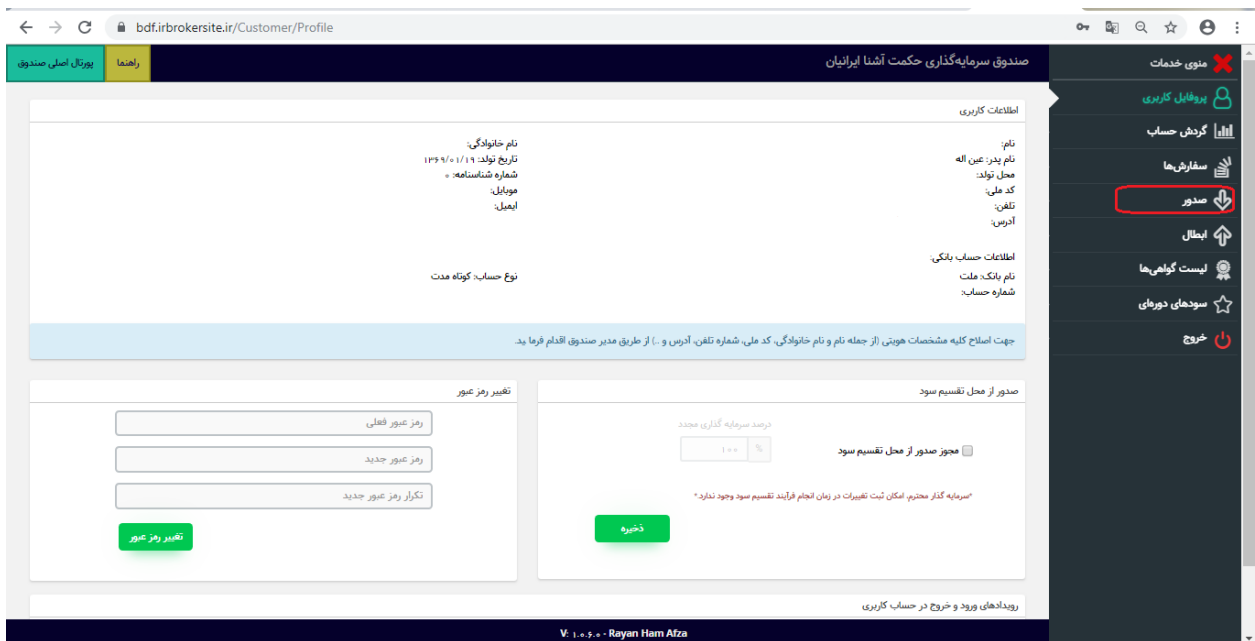 bdf.irbrokersite.ir/Customer/Profile
منوی خدمات
پروفایل کاربری
گردش حساب
سفارش‌ها
صدور
ابطال
لیست گواهی‌ها
سودهای دوره‌ای
خروج
صندوق سرمایه‌گذاری حکمت آشنا ایرانیان
راهنما
پورتال اصلی صندوق
اطلاعات کاربری
نام:
نام خانوادگی:
نام پدر: عین اله
تاریخ تولد: ۱۳۶۹/۰۱/۱۹
محل تولد:
شماره شناسنامه: ۰
کد ملی:
موبایل:
تلفن:
ایمیل:
آدرس:
اطلاعات حساب بانکی:
نام بانک: ملت
نوع حساب: کوتاه مدت
شماره حساب:
جهت اصلاح کلیه مشخصات هویتی (از جمله نام و نام خانوادگی، کد ملی، شماره تلفن، آدرس و ...) از طریق مدیر صندوق اقدام فرما ید.
صدور از محل تقسیم سود
درصد سرمایه گذاری مجدد
مجوز صدور از محل تقسیم سود
% ۱۰۰
*سرمایه گذار محترم، امکان ثبت تغییرات در زمان انجام فرآیند تقسیم سود وجود ندارد.*
ذخیره
تغییر رمز عبور
رمز عبور فعلی
رمز عبور جدید
تکرار رمز عبور جدید
تغییر رمز عبور
رویدادهای ورود و خروج در حساب کاربری
V: ۱.۰.۶.۰ - Rayan Ham Afza